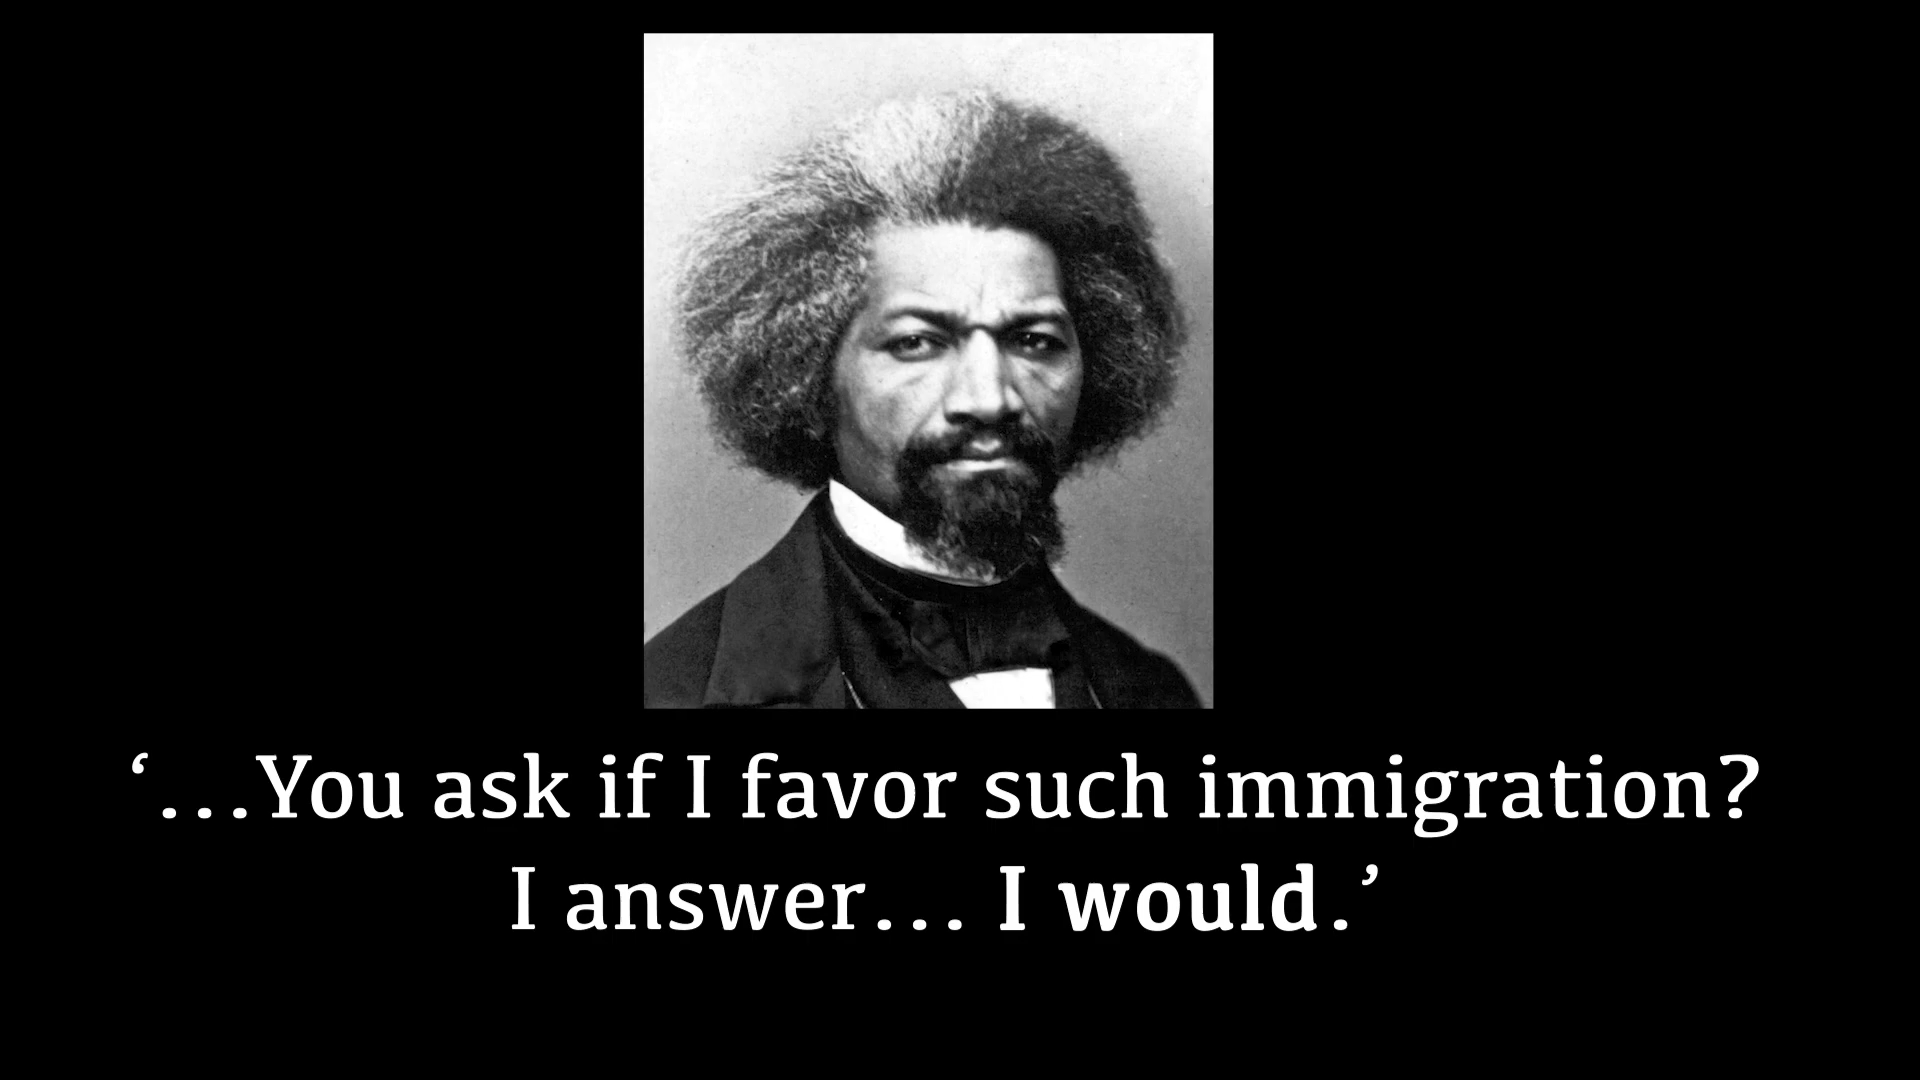 ‘...You ask if I favor such immigration?
I answer... I would.’